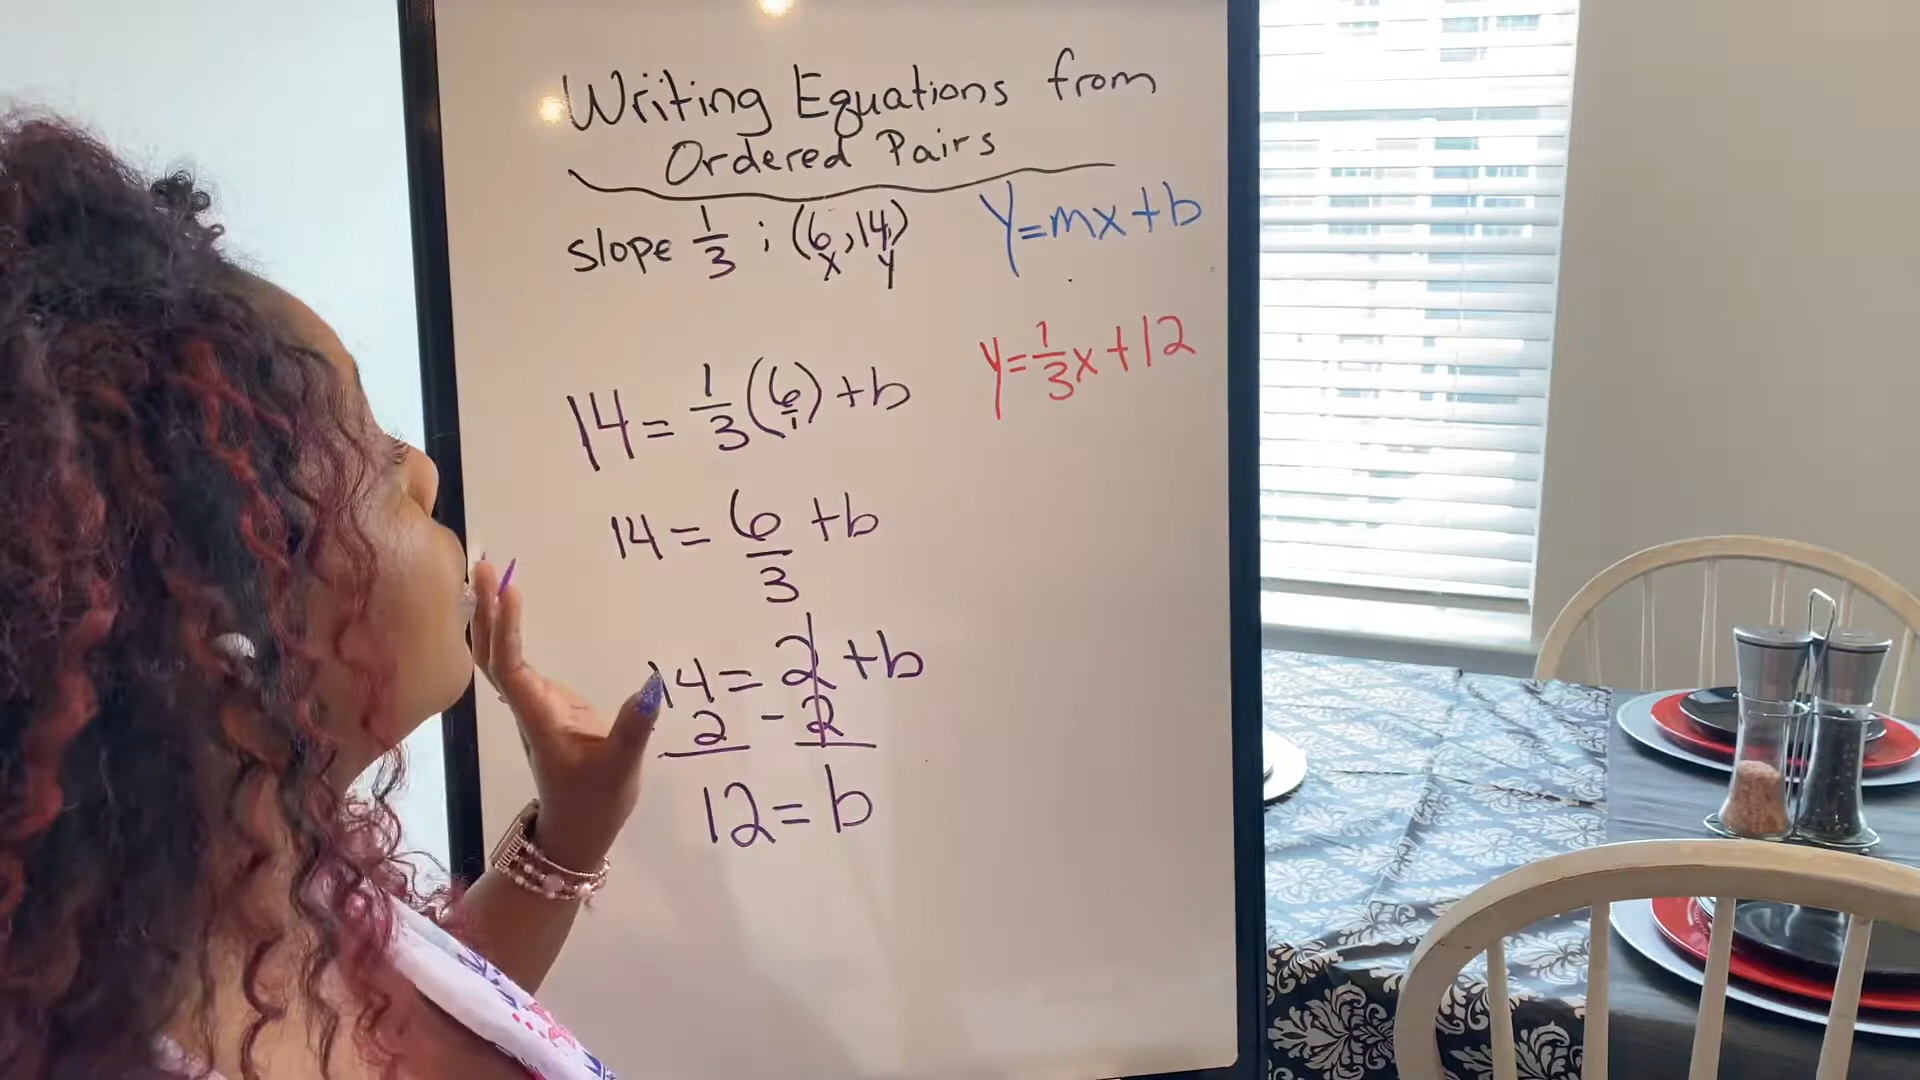 Writing Equations from
Ordered Pairs
slope 1/3 ; (6,14)
x y
y=mx+b
y=1/3x+12
14=1/3(6/1)+b
14=6/3+b
14=2+b
2 -2
12=b